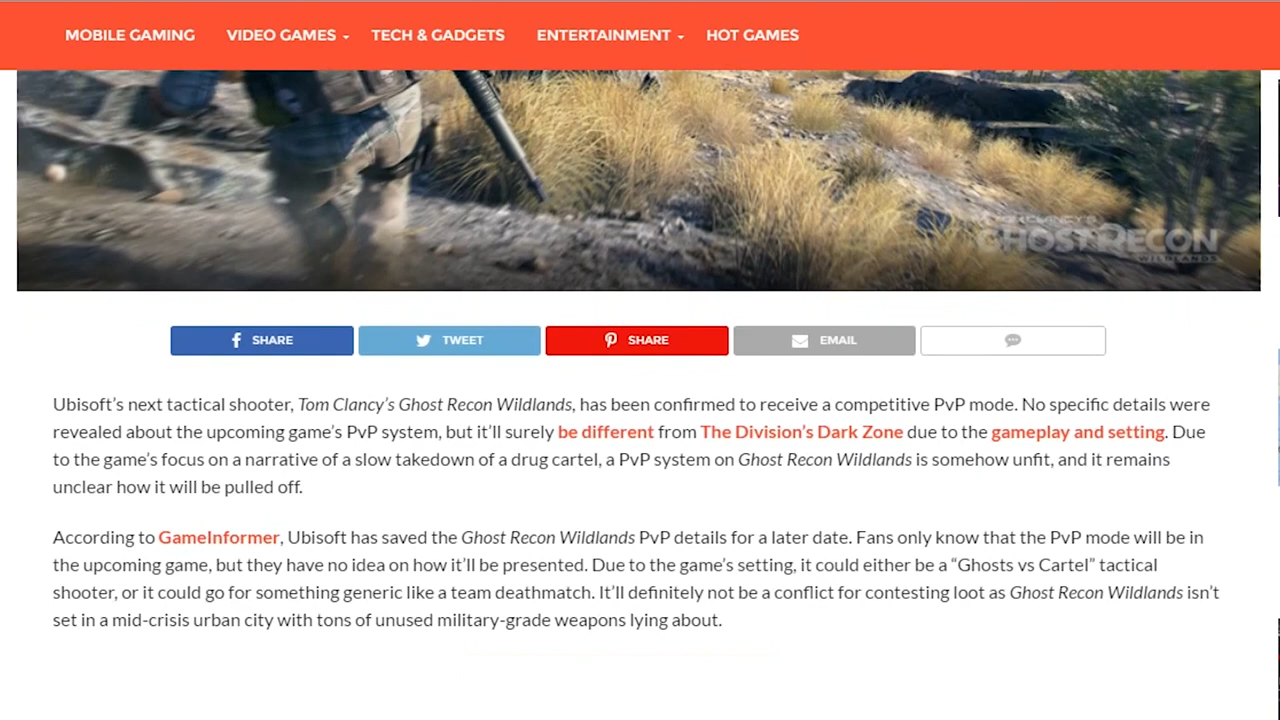 MOBILE GAMING VIDEO GAMES TECH & GADGETS ENTERTAINMENT HOT GAMES
TOM CLANCY'S
GHOST RECON
WILDLANDS
SHARE TWEET SHARE EMAIL
Ubisoft’s next tactical shooter, Tom Clancy’s Ghost Recon Wildlands, has been confirmed to receive a competitive PvP mode. No specific details were
revealed about the upcoming game’s PvP system, but it’ll surely be different from The Division’s Dark Zone due to the gameplay and setting. Due
to the game’s focus on a narrative of a slow takedown of a drug cartel, a PvP system on Ghost Recon Wildlands is somehow unfit, and it remains
unclear how it will be pulled off.
According to GameInformer, Ubisoft has saved the Ghost Recon Wildlands PvP details for a later date. Fans only know that the PvP mode will be in
the upcoming game, but they have no idea on how it’ll be presented. Due to the game’s setting, it could either be a “Ghosts vs Cartel” tactical
shooter, or it could go for something generic like a team deathmatch. It’ll definitely not be a conflict for contesting loot as Ghost Recon Wildlands isn’t
set in a mid-crisis urban city with tons of unused military-grade weapons lying about.